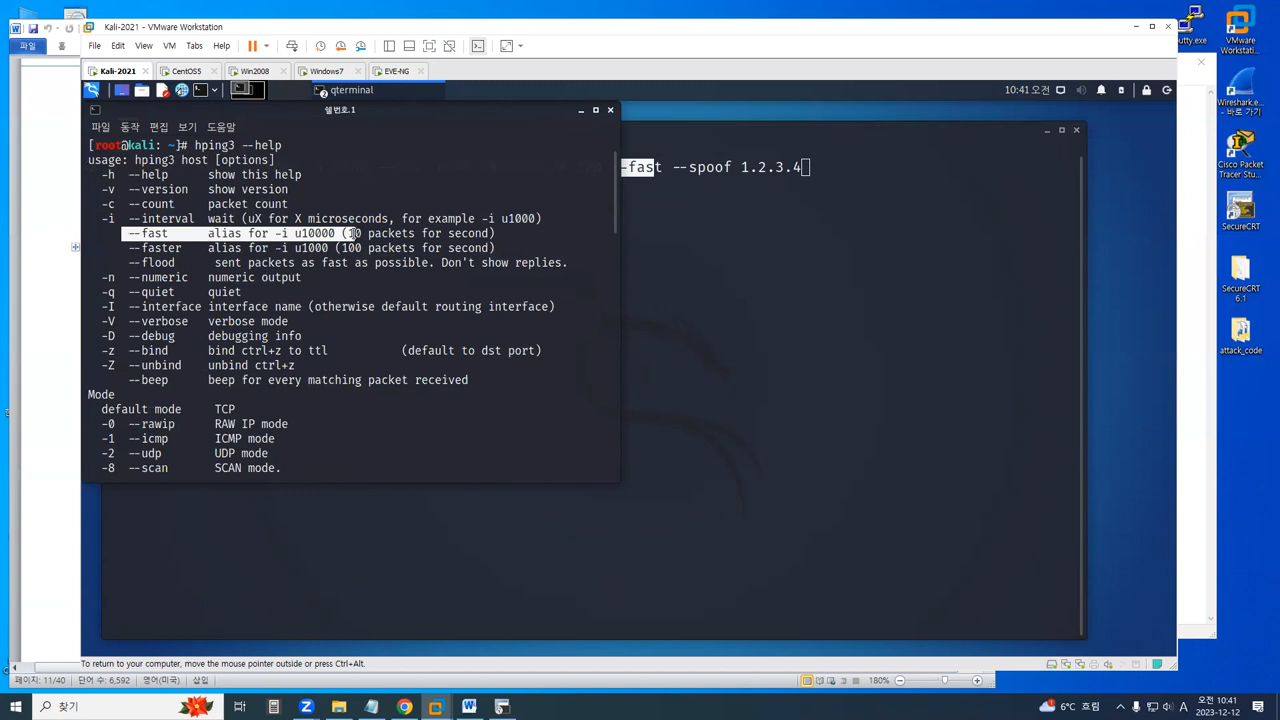 Kali-2021 - VMware Workstation
파일
홈
File Edit View VM Tabs Help
Kali-2021 CentOS5 Win2008 Windows7 EVE-NG
qterminal
10:41 오전
쉘번호.1
파일 동작 편집 보기 도움말
[root@kali: ~]# hping3 --help
usage: hping3 host [options]
-h --help show this help
-v --version show version
-c --count packet count
-i --interval wait (uX for X microseconds, for example -i u1000)
--fast alias for -i u10000 (10 packets for second)
--faster alias for -i u1000 (100 packets for second)
--flood sent packets as fast as possible. Don't show replies.
-n --numeric numeric output
-q --quiet quiet
-I --interface interface name (otherwise default routing interface)
-V --verbose verbose mode
-D --debug debugging info
-z --bind bind ctrl+z to ttl (default to dst port)
-Z --unbind unbind ctrl+z
--beep beep for every matching packet received
Mode
default mode TCP
-0 --rawip RAW IP mode
-1 --icmp ICMP mode
-2 --udp UDP mode
-8 --scan SCAN mode.
-fast --spoof 1.2.3.4
utty.exe
VMware
Workstati...
Wireshark.e...
- 바로 가기
Cisco Packet
Tracer Stu...
SecureCRT
SecureCRT
6.1
attack_code
To return to your computer, move the mouse pointer outside or press Ctrl+Alt.
페이지: 11/40 단어 수: 6,592 영어(미국) 삽입
180%
찾기
6°C 흐림
A
오전 10:41
2023-12-12